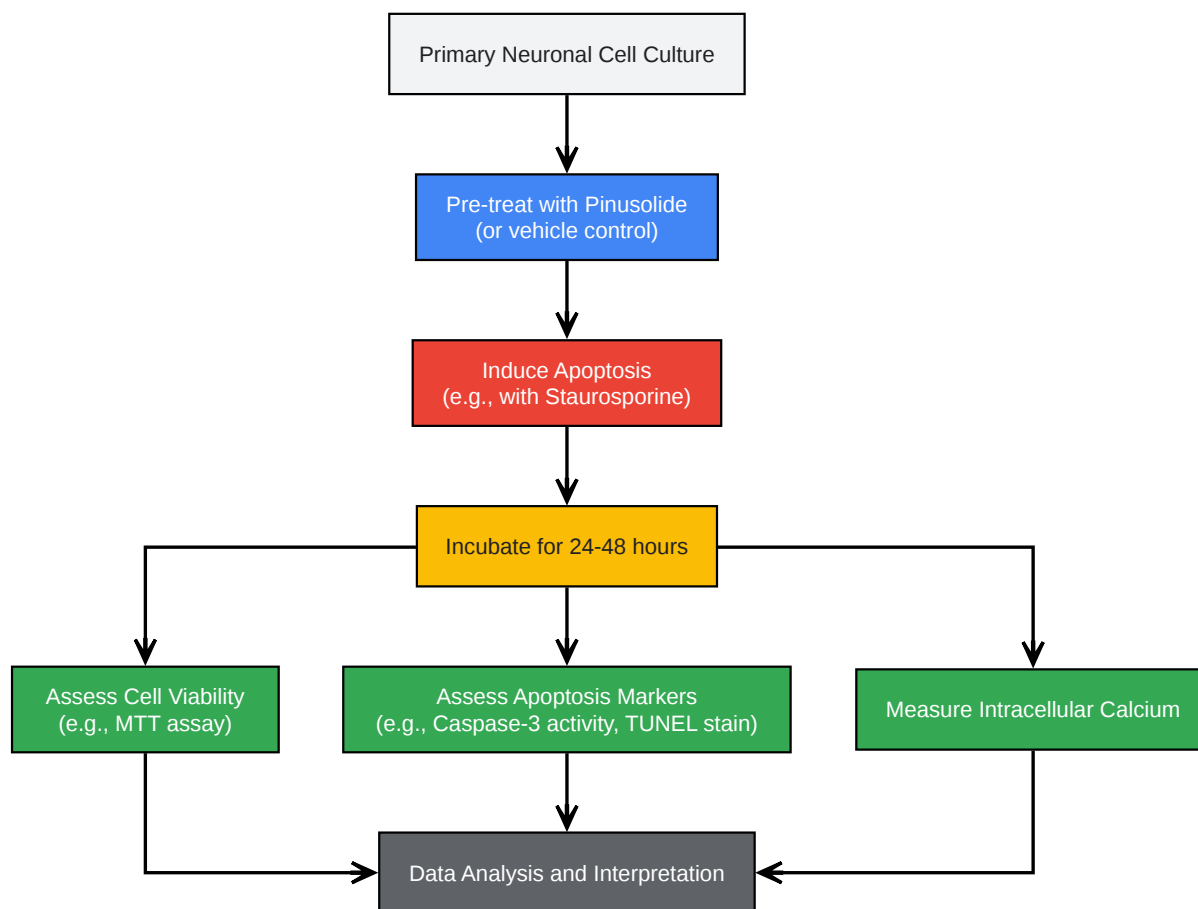 Primary Neuronal Cell Culture
Pre-treat with Pinusolide
(or vehicle control)
Induce Apoptosis
(e.g., with Staurosporine)
Incubate for 24-48 hours
Assess Cell Viability
(e.g., MTT assay)
Assess Apoptosis Markers
(e.g., Caspase-3 activity, TUNEL stain)
Measure Intracellular Calcium
Data Analysis and Interpretation